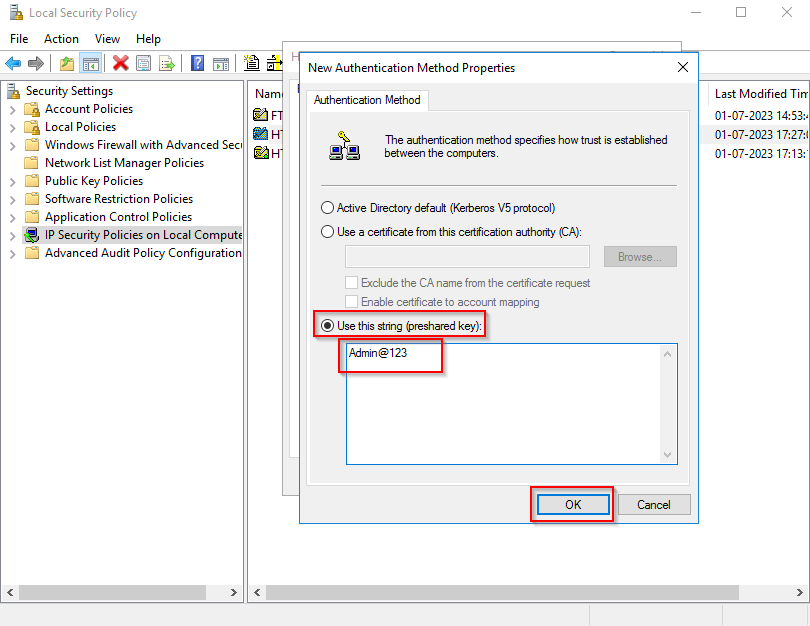 Local Security Policy
File Action View Help
Security Settings
Account Policies
Local Policies
Windows Firewall with Advanced Secu
Network List Manager Policies
Public Key Policies
Software Restriction Policies
Application Control Policies
IP Security Policies on Local Compute
Advanced Audit Policy Configuration
Name
FT
HT
HT
Last Modified Tim
01-07-2023 14:53:4
01-07-2023 17:27:0
01-07-2023 17:13:
New Authentication Method Properties
Authentication Method
The authentication method specifies how trust is established
between the computers.
Active Directory default (Kerberos V5 protocol)
Use a certificate from this certification authority (CA):
Browse...
Exclude the CA name from the certificate request
Enable certificate to account mapping
Use this string (preshared key):
Admin@123
OK
Cancel